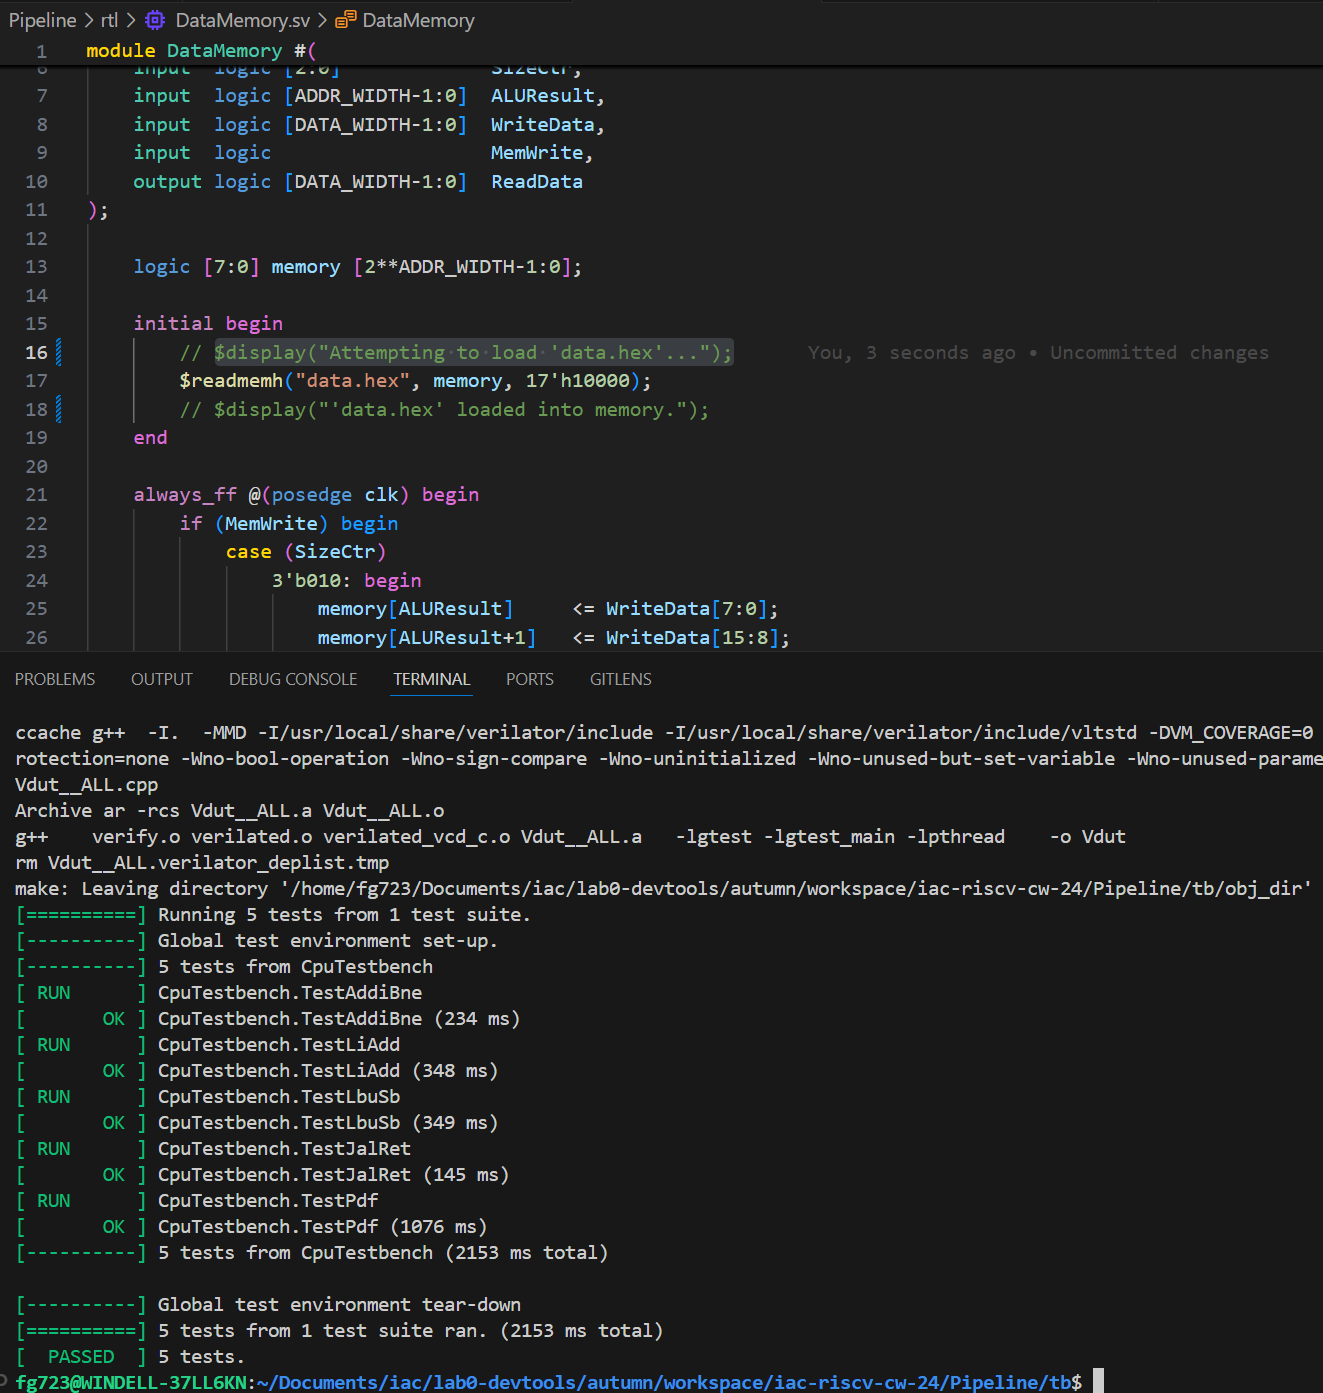 Pipeline > rtl > DataMemory.sv > DataMemory
1 module DataMemory #(
6 input logic [2:0] SizeCtr,
7 input logic [ADDR_WIDTH-1:0] ALUResult,
8 input logic [DATA_WIDTH-1:0] WriteData,
9 input logic MemWrite,
10 output logic [DATA_WIDTH-1:0] ReadData
11 );
12
13 logic [7:0] memory [2**ADDR_WIDTH-1:0];
14
15 initial begin
16 // $display("Attempting to load 'data.hex'..."); You, 3 seconds ago • Uncommitted changes
17 $readmemh("data.hex", memory, 17'h10000);
18 // $display("'data.hex' loaded into memory.");
19 end
20
21 always_ff @(posedge clk) begin
22 if (MemWrite) begin
23 case (SizeCtr)
24 3'b010: begin
25 memory[ALUResult] <= WriteData[7:0];
26 memory[ALUResult+1] <= WriteData[15:8];
PROBLEMS OUTPUT DEBUG CONSOLE TERMINAL PORTS GITLENS
ccache g++ -I. -MMD -I/usr/local/share/verilator/include -I/usr/local/share/verilator/include/vltstd -DVM_COVERAGE=0
rotection=none -Wno-bool-operation -Wno-sign-compare -Wno-uninitialized -Wno-unused-but-set-variable -Wno-unused-parame
Vdut__ALL.cpp
Archive ar -rcs Vdut__ALL.a Vdut__ALL.o
g++ verify.o verilated.o verilated_vcd_c.o Vdut__ALL.a -lgtest -lgtest_main -lpthread -o Vdut
rm Vdut__ALL.verilator_deplist.tmp
make: Leaving directory '/home/fg723/Documents/iac/lab0-devtools/autumn/workspace/iac-riscv-cw-24/Pipeline/tb/obj_dir'
[==========] Running 5 tests from 1 test suite.
[----------] Global test environment set-up.
[----------] 5 tests from CpuTestbench
[ RUN      ] CpuTestbench.TestAddiBne
[       OK ] CpuTestbench.TestAddiBne (234 ms)
[ RUN      ] CpuTestbench.TestLiAdd
[       OK ] CpuTestbench.TestLiAdd (348 ms)
[ RUN      ] CpuTestbench.TestLbuSb
[       OK ] CpuTestbench.TestLbuSb (349 ms)
[ RUN      ] CpuTestbench.TestJalRet
[       OK ] CpuTestbench.TestJalRet (145 ms)
[ RUN      ] CpuTestbench.TestPdf
[       OK ] CpuTestbench.TestPdf (1076 ms)
[----------] 5 tests from CpuTestbench (2153 ms total)
[----------] Global test environment tear-down
[==========] 5 tests from 1 test suite ran. (2153 ms total)
[  PASSED  ] 5 tests.
fg723@WINDELL-37LL6KN:~/Documents/iac/lab0-devtools/autumn/workspace/iac-riscv-cw-24/Pipeline/tb$